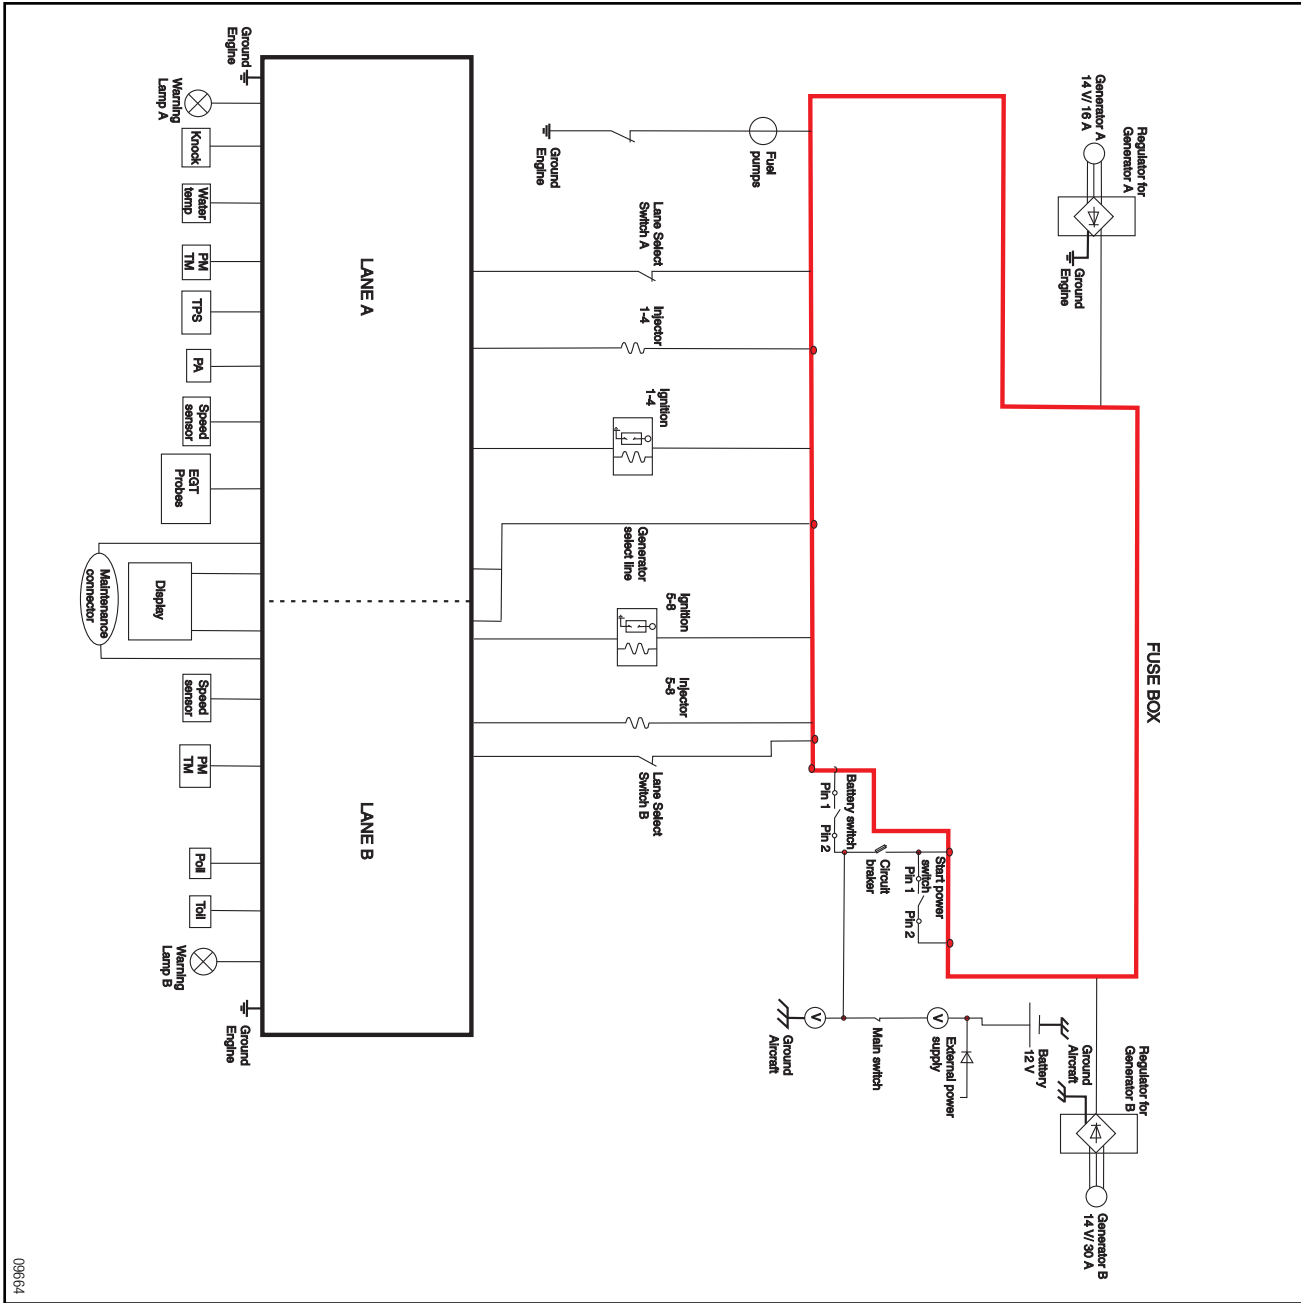 Generator A
14 V/ 16 A
Regulator for
Generator A
Ground
Engine
FUSE BOX
Regulator for
Generator B
Generator B
14 V/ 30 A
Ground
Aircraft
Battery
12 V
External power
supply
Main switch
Ground
Aircraft
Start power
switch
Pin 1
Pin 2
Circuit
braker
Battery switch
Pin 1
Pin 2
V
V
Fuel
pumps
Ground
Engine
Lane Select
Switch A
Injector
1-4
Ignition
1-4
Generator
select line
Ignition
5-8
Injector
5-8
Lane Select
Switch B
LANE A
LANE B
Ground
Engine
Warning
Lamp A
Knock
Water
temp
PM
TM
TPS
PA
Speed
sensor
EGT
Probes
Display
Maintenance
connector
Speed
sensor
PM
TM
Poil
Toil
Warning
Lamp B
Ground
Engine
09664